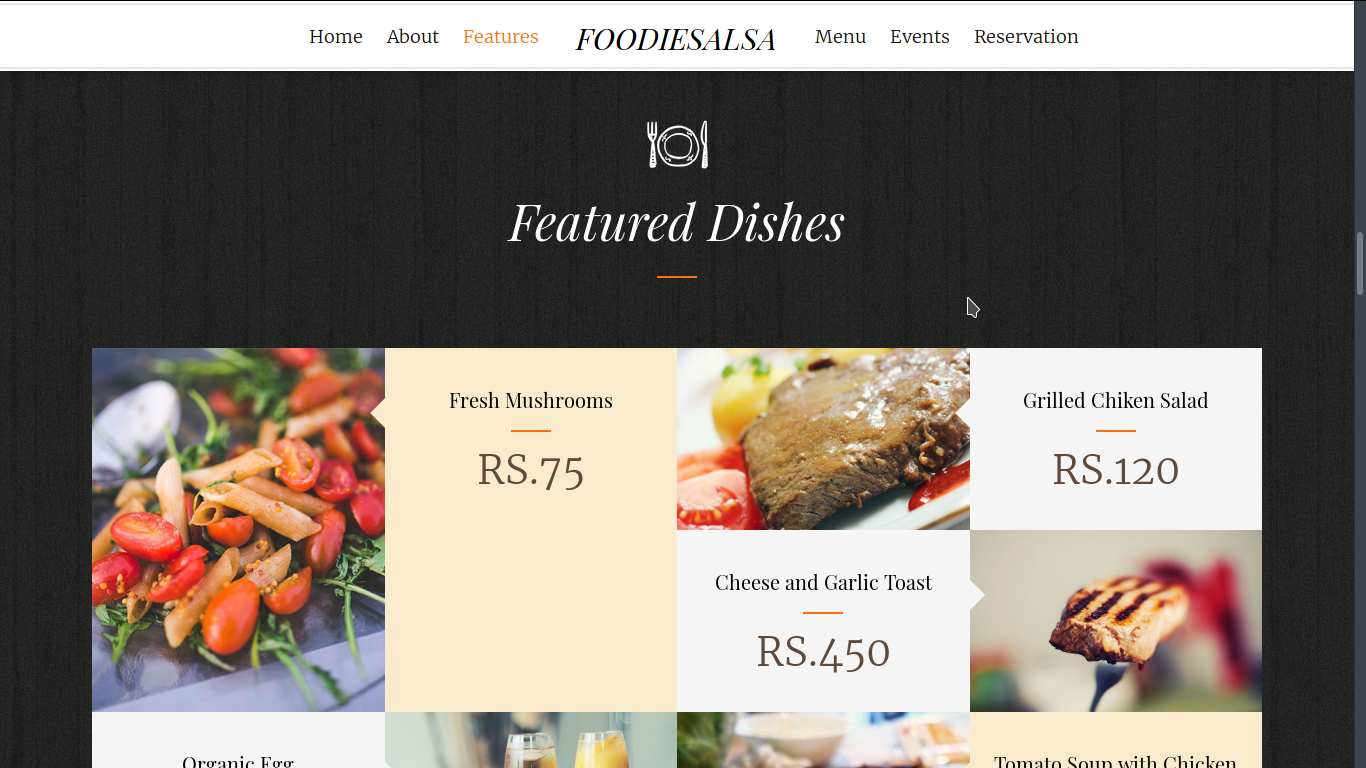 Home About Features FOODIESALSA Menu Events Reservation
Featured Dishes
Fresh Mushrooms
RS.75
Grilled Chiken Salad
RS.120
Cheese and Garlic Toast
RS.450
Organic Egg
Tomato Soup with Chicken